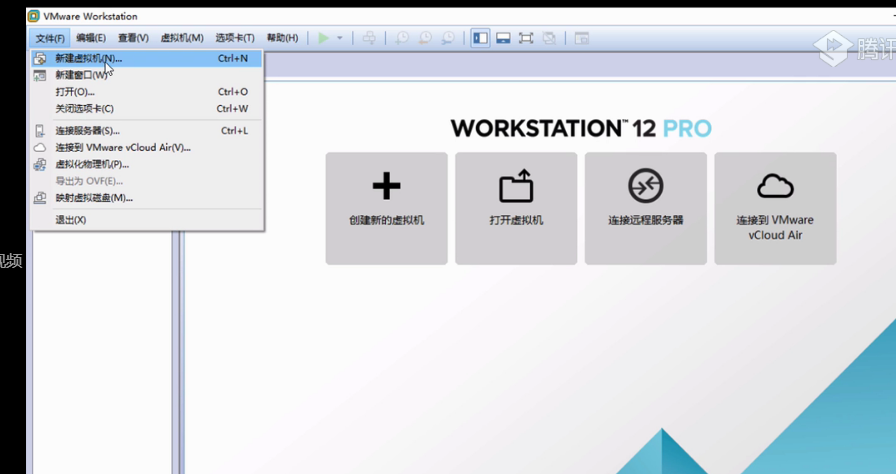 VMware Workstation
文件(F) 编辑(E) 查看(V) 虚拟机(M) 选项卡(T) 帮助(H)
腾讯
新建虚拟机(N)... Ctrl+N
新建窗口(W)
打开(O)... Ctrl+O
关闭选项卡(C) Ctrl+W
连接服务器(S)... Ctrl+L
连接到 VMware vCloud Air(V)...
虚拟化物理机(P)...
导出为 OVF(E)...
映射虚拟磁盘(M)...
退出(X)
视频
WORKSTATION™ 12 PRO
创建新的虚拟机
打开虚拟机
连接远程服务器
连接到 VMware
vCloud Air